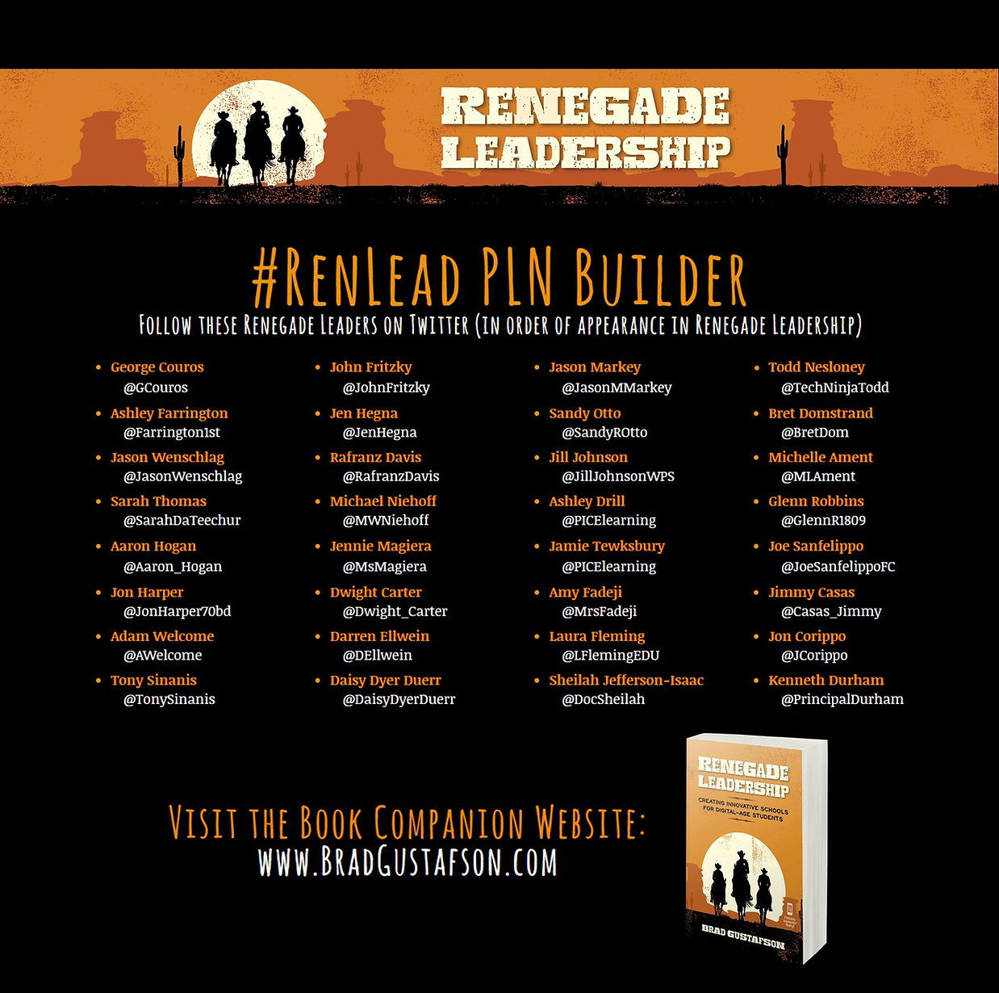 RENEGADE
LEADERSHIP
#RenLead PLN Builder
Follow these Renegade Leaders on Twitter (in order of appearance in Renegade Leadership)
• George Couros
@GCouros
• Ashley Farrington
@Farrington1st
• Jason Wenschlag
@JasonWenschlag
• Sarah Thomas
@SarahDaTeechur
• Aaron Hogan
@Aaron_Hogan
• Jon Harper
@JonHarper70bd
• Adam Welcome
@AWelcome
• Tony Sinanis
@TonySinanis
• John Fritzky
@JohnFritzky
• Jen Hegna
@JenHegna
• Rafranz Davis
@RafranzDavis
• Michael Niehoff
@MWNiehoff
• Jennie Magiera
@MsMagiera
• Dwight Carter
@Dwight_Carter
• Darren Ellwein
@DEllwein
• Daisy Dyer Duerr
@DaisyDyerDuerr
• Jason Markey
@JasonMMarkey
• Sandy Otto
@SandyROtto
• Jill Johnson
@JillJohnsonWPS
• Ashley Drill
@PICElearning
• Jamie Tewksbury
@PICElearning
• Amy Fadeji
@MrsFadeji
• Laura Fleming
@LFlemingEDU
• Sheilah Jefferson-Isaac
@DocSheilah
• Todd Nesloney
@TechNinjaTodd
• Bret Domstrand
@BretDom
• Michelle Ament
@MLAment
• Glenn Robbins
@GlennR1809
• Joe Sanfelippo
@JoeSanfelippoFC
• Jimmy Casas
@Casas_Jimmy
• Jon Corippo
@JCorippo
• Kenneth Durham
@PrincipalDurham
Visit the Book Companion Website:
www.BradGustafson.com
RENEGADE
LEADERSHIP
CREATING INNOVATIVE SCHOOLS
FOR DIGITAL-AGE STUDENTS
Featuring
Augmented
Reality!
BRAD GUSTAFSON